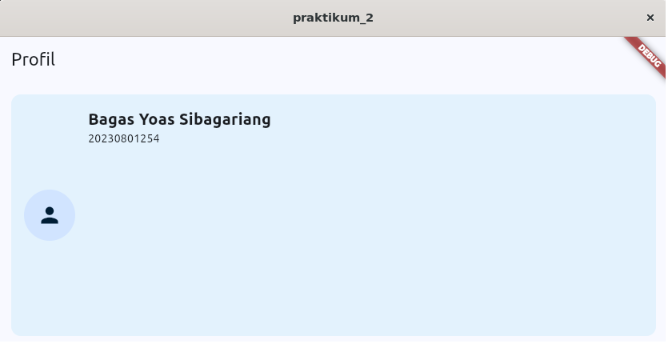 praktikum_2
Profil
DEBUG
Bagas Yoas Sibagariang
20230801254